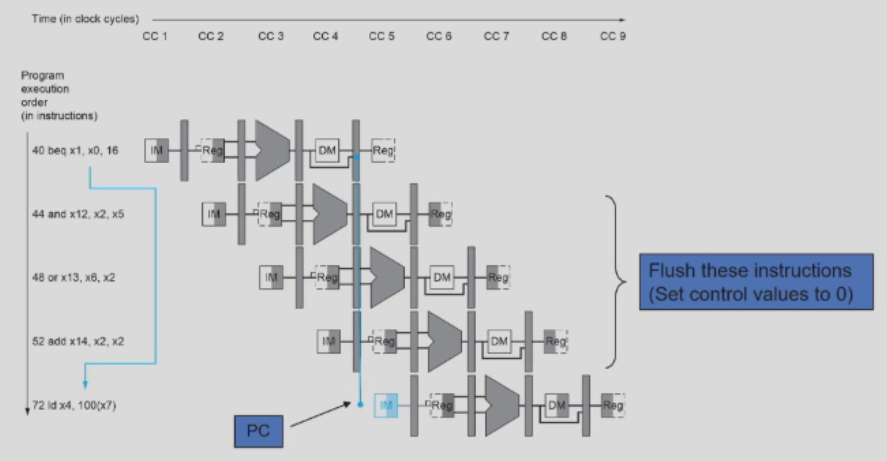 Time (in clock cycles)
CC 1 CC 2 CC 3 CC 4 CC 5 CC 6 CC 7 CC 8 CC 9
Program
execution
order
(in instructions)
40 beq x1, x0, 16 IM Reg DM Reg
44 and x12, x2, x5 IM Reg DM Reg
48 or x13, x6, x2 IM Reg DM Reg
Flush these instructions
(Set control values to 0)
52 add x14, x2, x2 IM Reg DM Reg
72 ld x4, 100(x7) IM Reg DM Reg
PC